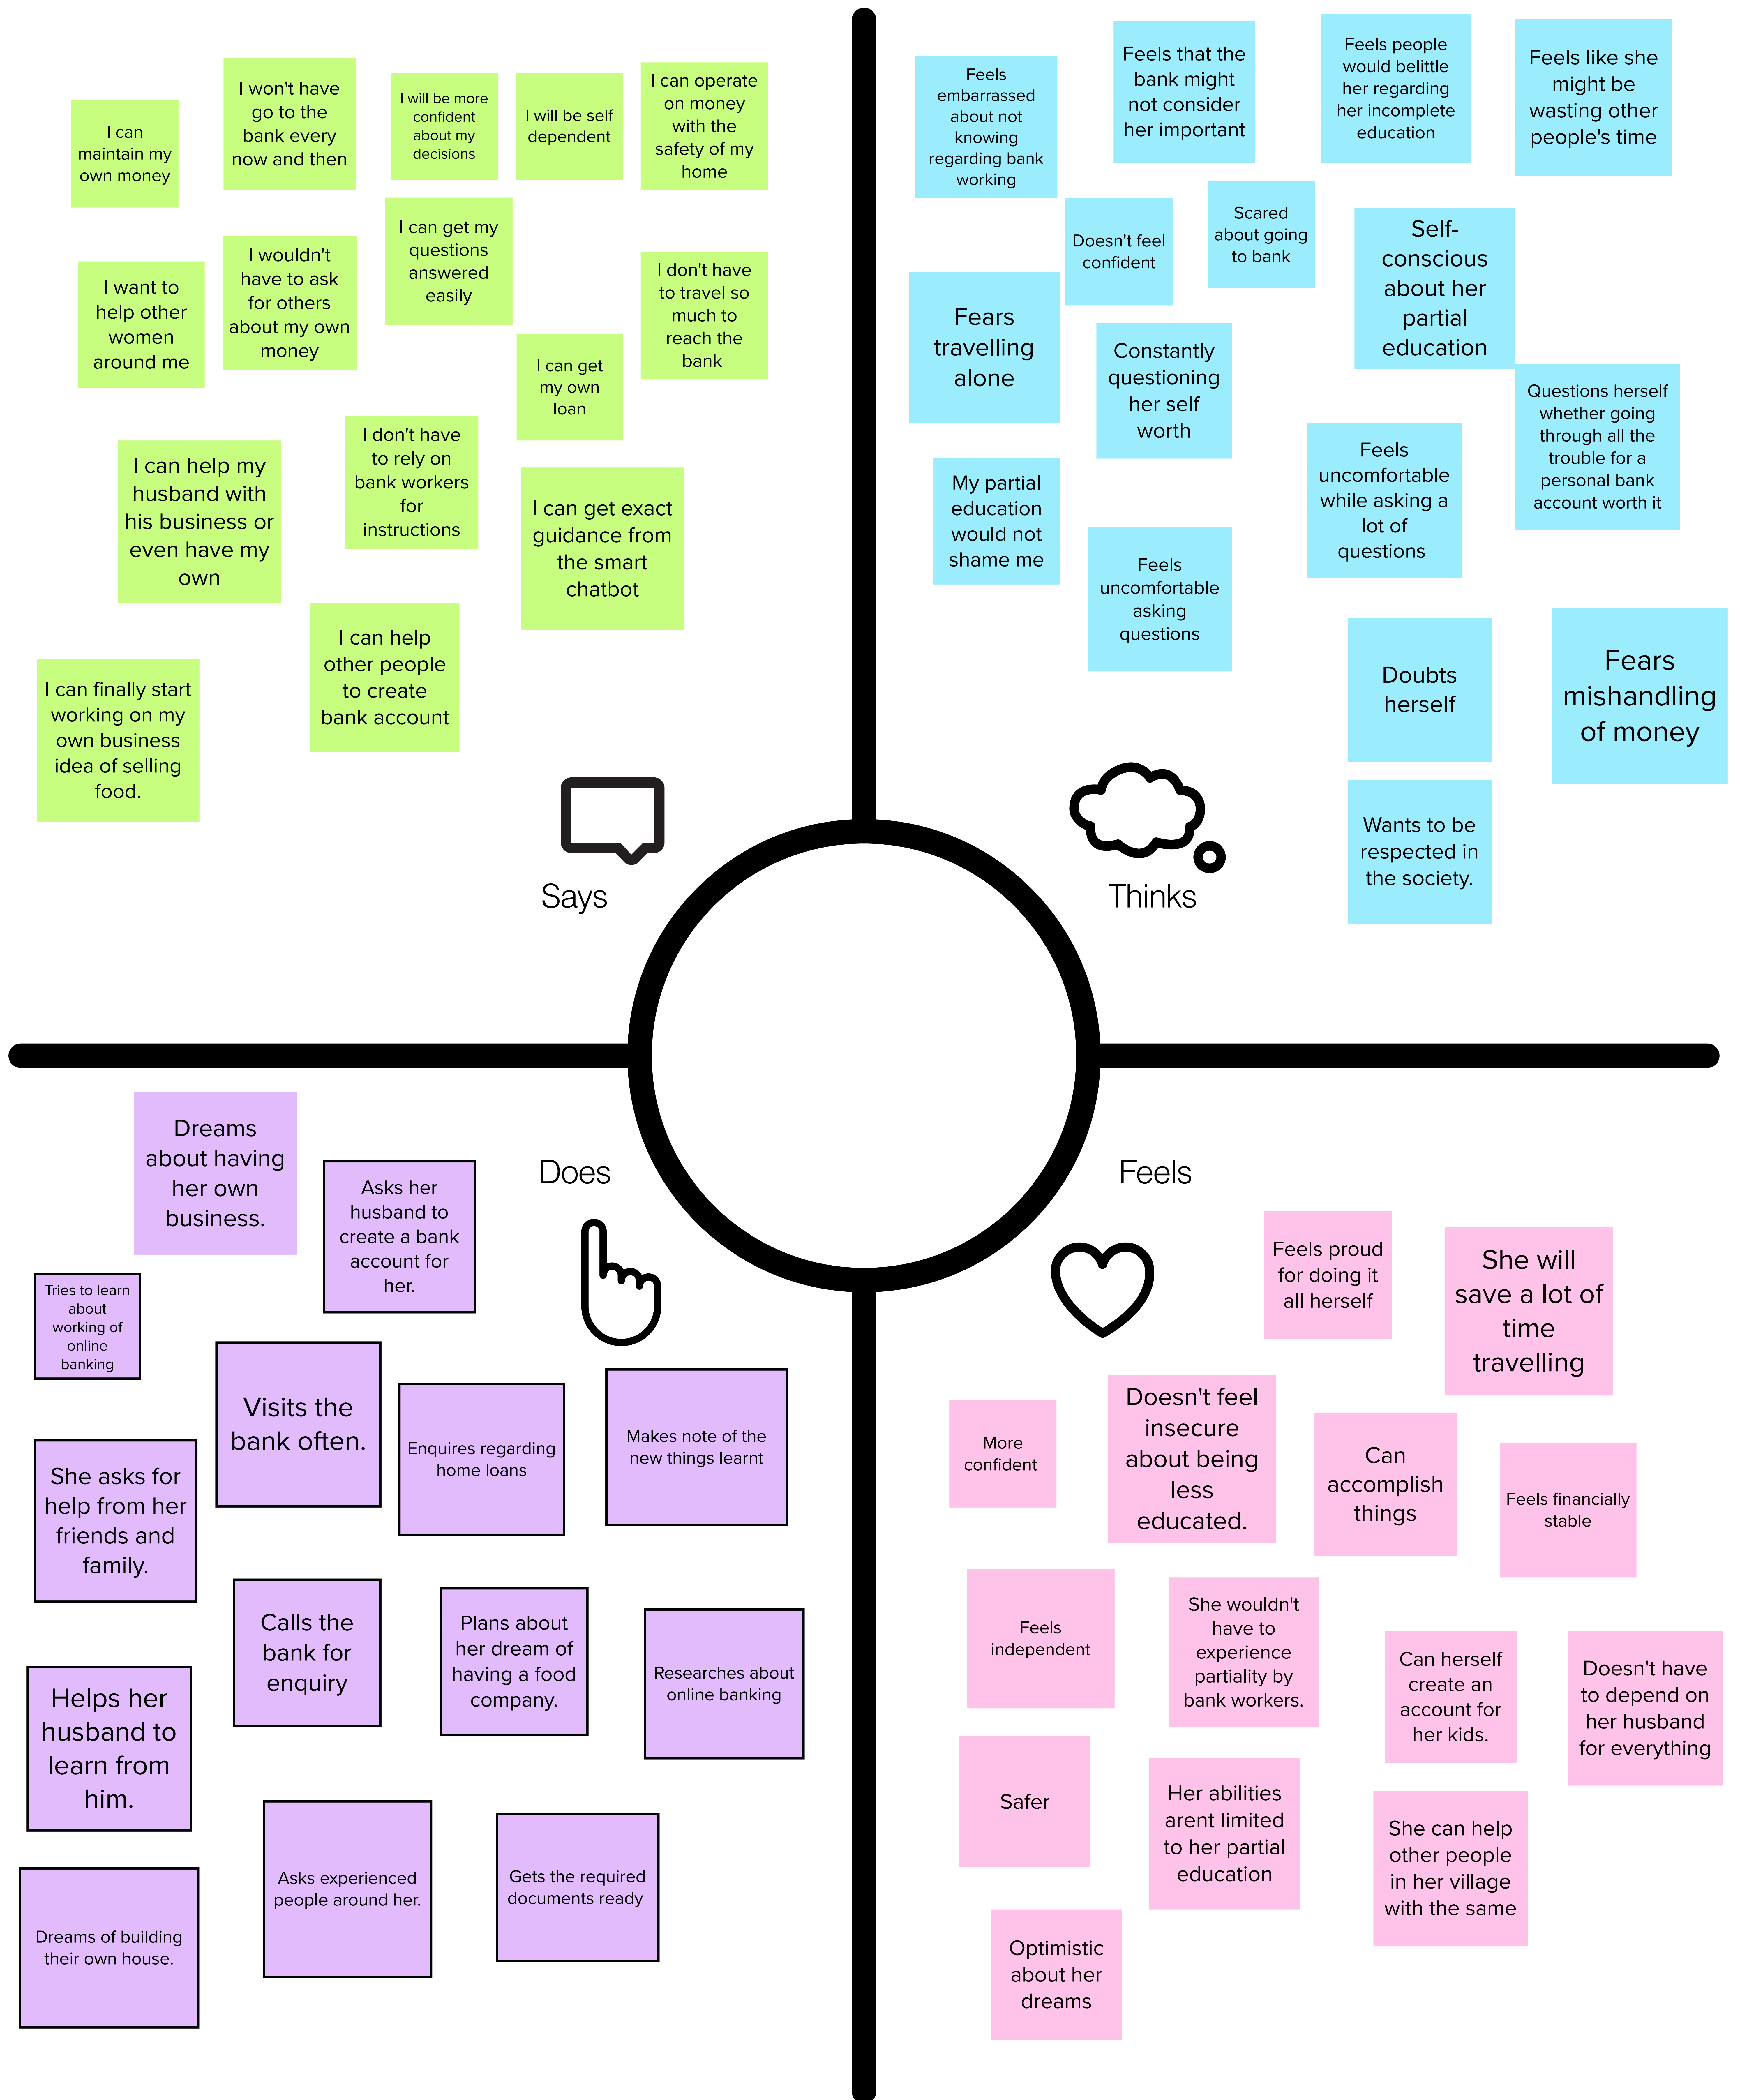 I can
maintain my
own money
I won't have
go to the
bank every
now and then
I will be more
confident
about my
decisions
I will be self
dependent
I can operate
on money
with the
safety of my
home
I want to
help other
women
around me
I wouldn't
have to ask
for others
about my own
money
I can get my
questions
answered
easily
I don't have
to travel so
much to
reach the
bank
I can get
my own
loan
I can help my
husband with
his business or
even have my
own
I don't have
to rely on
bank workers
for
instructions
I can get exact
guidance from
the smart
chatbot
I can help
other people
to create
bank account
I can finally start
working on my
own business
idea of selling
food.
Says
Feels
embarrassed
about not
knowing
regarding bank
working
Feels that the
bank might
not consider
her important
Feels people
would belittle
her regarding
her incomplete
education
Feels like she
might be
wasting other
people's time
Doesn't feel
confident
Scared
about going
to bank
Self-
conscious
about her
partial
education
Fears
travelling
alone
Constantly
questioning
her self
worth
Questions herself
whether going
through all the
trouble for a
personal bank
account worth it
Feels
uncomfortable
while asking a
lot of
questions
My partial
education
would not
shame me
Feels
uncomfortable
asking
questions
Doubts
herself
Fears
mishandling
of money
Wants to be
respected in
the society.
Thinks
Does
Dreams
about having
her own
business.
Asks her
husband to
create a bank
account for
her.
Tries to learn
about
working of
online
banking
Visits the
bank often.
Enquires regarding
home loans
Makes note of the
new things learnt
She asks for
help from her
friends and
family.
Calls the
bank for
enquiry
Plans about
her dream of
having a food
company.
Researches about
online banking
Helps her
husband to
learn from
him.
Asks experienced
people around her.
Gets the required
documents ready
Dreams of building
their own house.
Feels
Feels proud
for doing it
all herself
She will
save a lot of
time
travelling
More
confident
Doesn't feel
insecure
about being
less
educated.
Can
accomplish
things
Feels financially
stable
Feels
independent
She wouldn't
have to
experience
partiality by
bank workers.
Can herself
create an
account for
her kids.
Doesn't have
to depend on
her husband
for everything
Safer
Her abilities
arent limited
to her partial
education
She can help
other people
in her village
with the same
Optimistic
about her
dreams